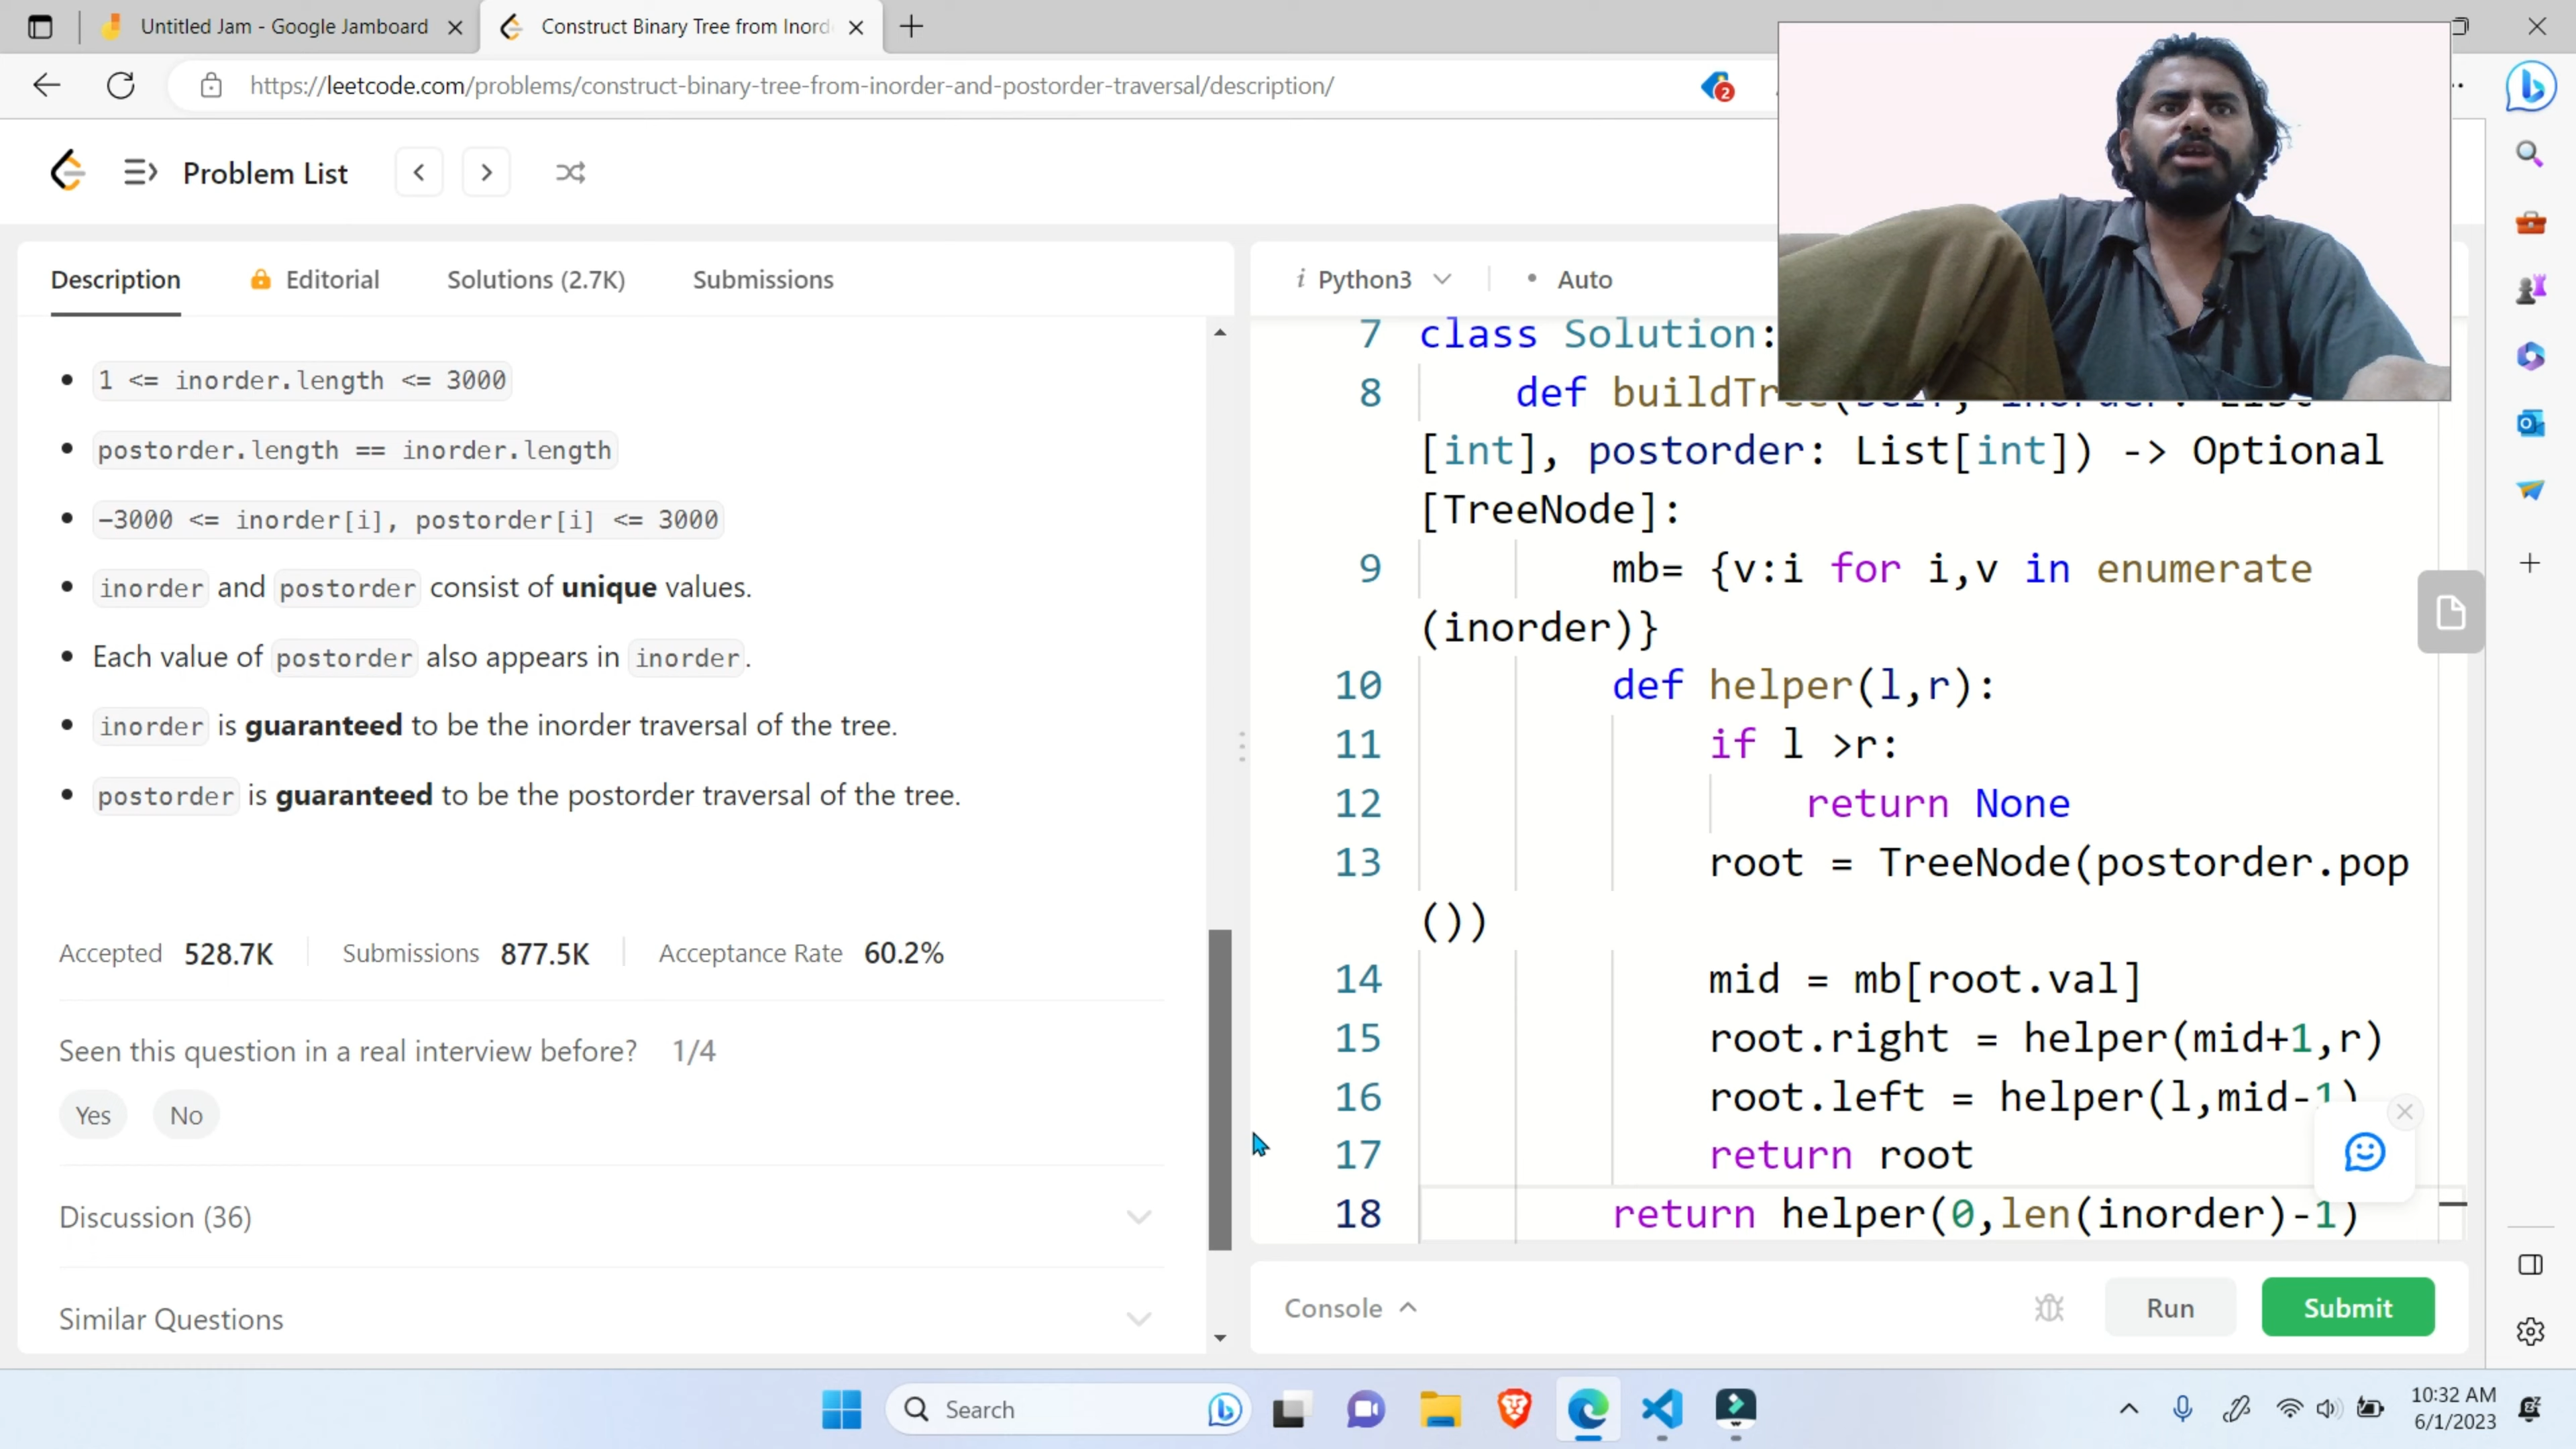 Untitled Jam - Google Jamboard
Construct Binary Tree from Inord
https://leetcode.com/problems/construct-binary-tree-from-inorder-and-postorder-traversal/description/
2
Problem List
Description
Editorial
Solutions (2.7K)
Submissions
1 <= inorder.length <= 3000
postorder.length == inorder.length
-3000 <= inorder[i], postorder[i] <= 3000
inorder and postorder consist of unique values.
Each value of postorder also appears in inorder.
inorder is guaranteed to be the inorder traversal of the tree.
postorder is guaranteed to be the postorder traversal of the tree.
Accepted 528.7K Submissions 877.5K Acceptance Rate 60.2%
Seen this question in a real interview before? 1/4
Yes No
Discussion (36)
Similar Questions
i Python3
Auto
7 class Solution:
8 def buildTr
[int], postorder: List[int]) -> Optional
[TreeNode]:
9 mb= {v:i for i,v in enumerate
(inorder)}
10 def helper(l,r):
11 if l >r:
12 return None
13 root = TreeNode(postorder.pop
())
14 mid = mb[root.val]
15 root.right = helper(mid+1,r)
16 root.left = helper(l,mid-1)
17 return root
18 return helper(0,len(inorder)-1)
Console
Run
Submit
Search
10:32 AM
6/1/2023